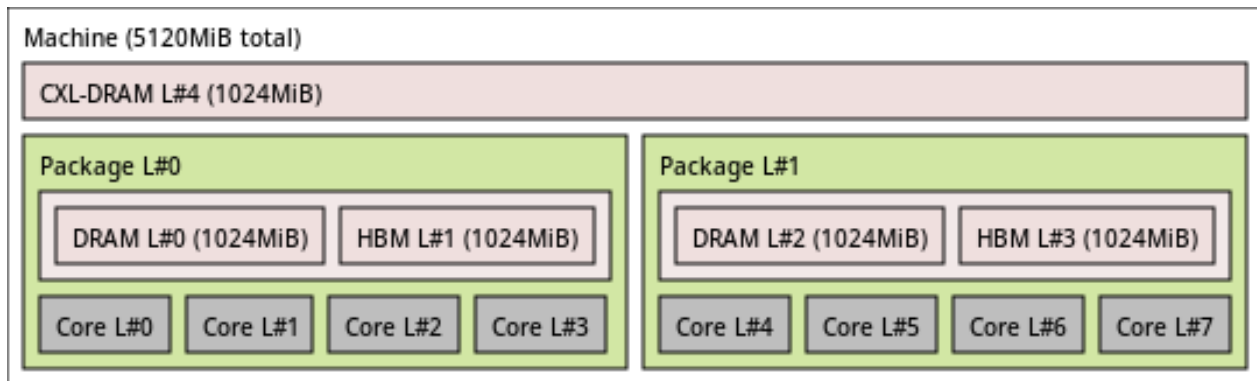 Machine (5120MiB total)
CXL-DRAM L#4 (1024MiB)
Package L#0
DRAM L#0 (1024MiB) HBM L#1 (1024MiB)
Core L#0 Core L#1 Core L#2 Core L#3
Package L#1
DRAM L#2 (1024MiB) HBM L#3 (1024MiB)
Core L#4 Core L#5 Core L#6 Core L#7